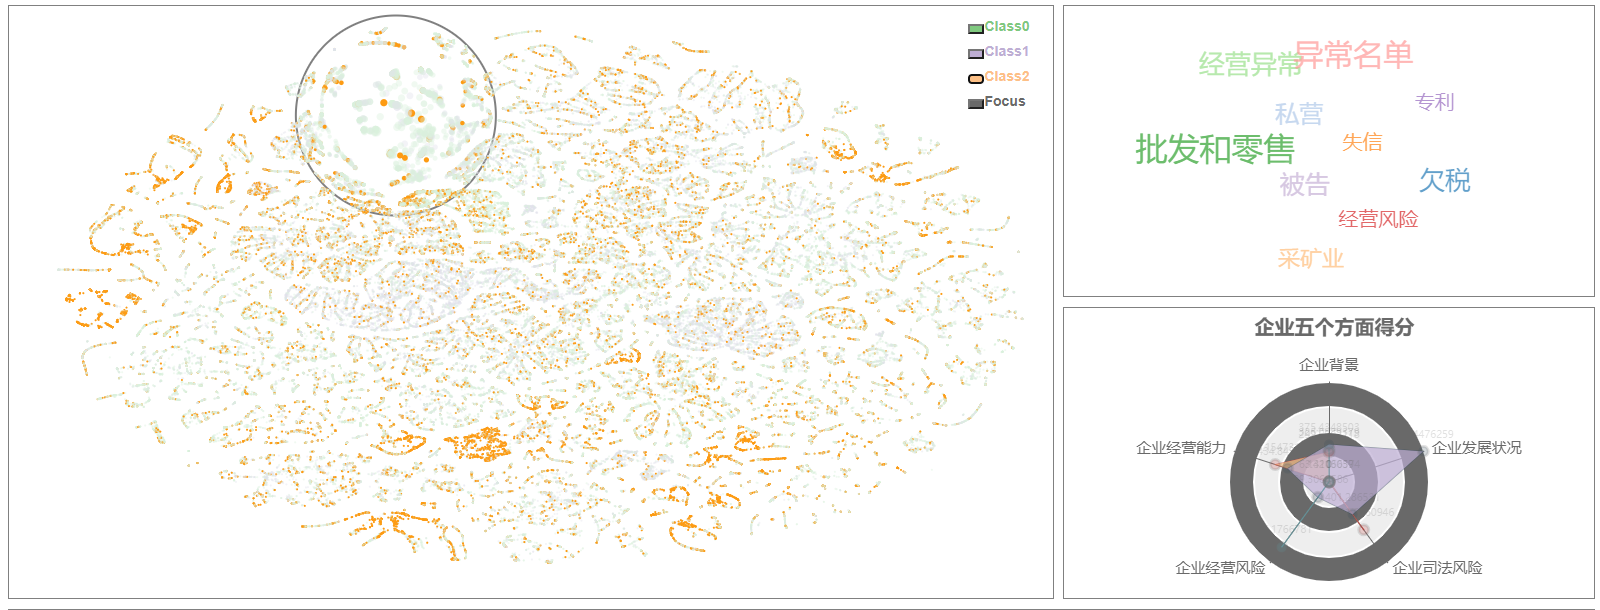 Class0
Class1
Class2
Focus
异常名单
经营异常
专利
私营
失信
批发和零售
欠税
被告
经营风险
采矿业
企业五个方面得分
企业背景
企业经营能力
企业发展状况
企业经营风险
企业司法风险